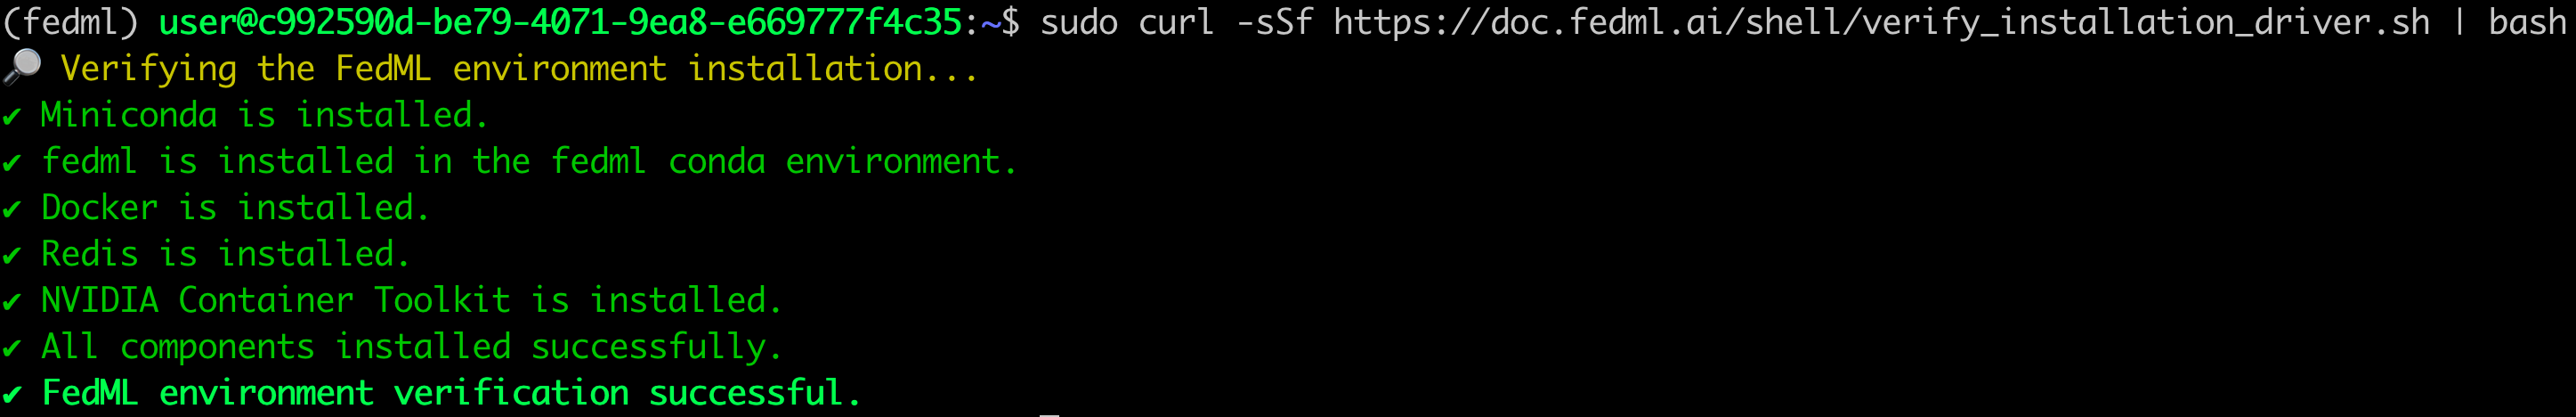 (fedml) user@c992590d-be79-4071-9ea8-e669777f4c35:~$ sudo curl -sSf https://doc.fedml.ai/shell/verify_installation_driver.sh | bash
🔎 Verifying the FedML environment installation...
✔ Miniconda is installed.
✔ fedml is installed in the fedml conda environment.
✔ Docker is installed.
✔ Redis is installed.
✔ NVIDIA Container Toolkit is installed.
✔ All components installed successfully.
✔ FedML environment verification successful.